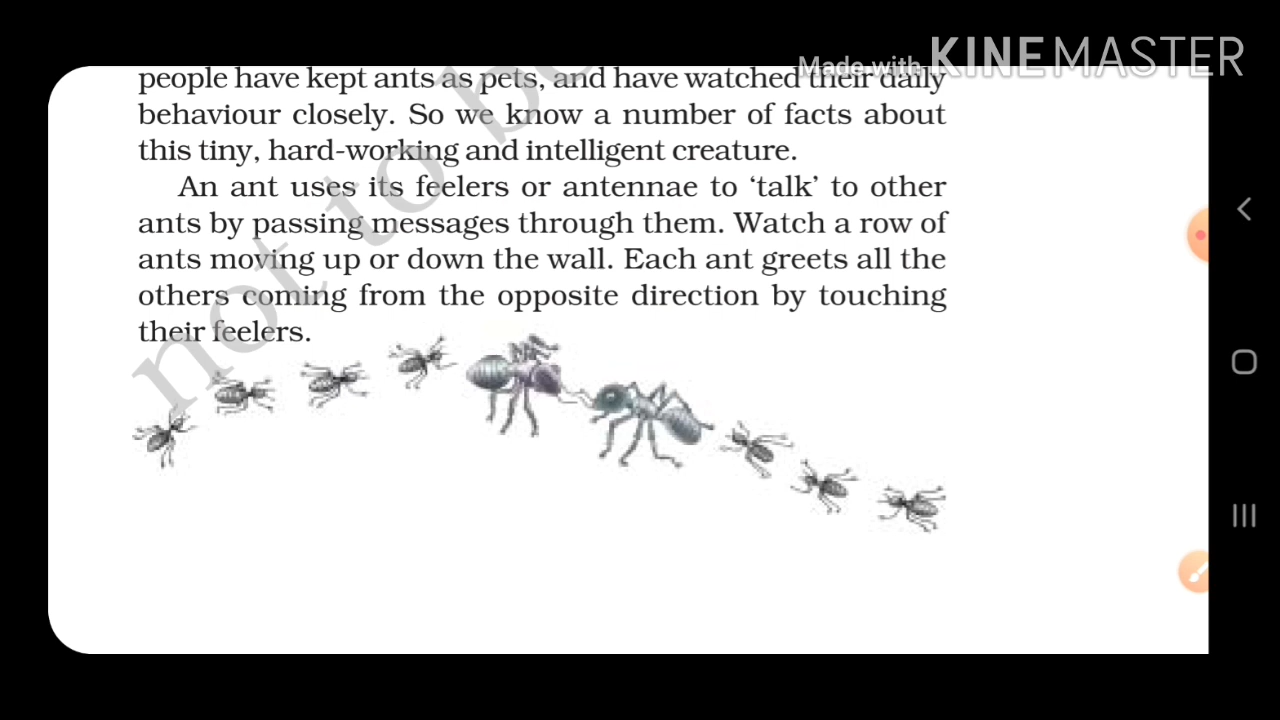 Made with KINEMASTER
people have kept ants as pets, and have watched their daily
behaviour closely. So we know a number of facts about
this tiny, hard-working and intelligent creature.
An ant uses its feelers or antennae to ‘talk’ to other
ants by passing messages through them. Watch a row of
ants moving up or down the wall. Each ant greets all the
others coming from the opposite direction by touching
their feelers.
not to be